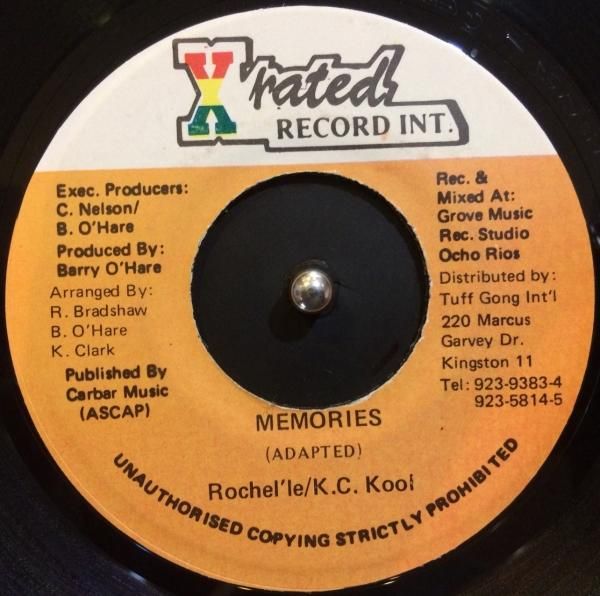 X rated
RECORD INT.
Exec. Producers:
C. Nelson/
B. O'Hare
Produced By:
Barry O'Hare
Arranged By:
R. Bradshaw
B. O'Hare
K. Clark
Published By
Carbar Music
(ASCAP)
Rec. &
Mixed At:
Grove Music
Rec. Studio
Ocho Rios
Distributed by:
Tuff Gong Int'l
220 Marcus
Garvey Dr.
Kingston 11
Tel: 923-9383-4
923-5814-5
MEMORIES
(ADAPTED)
Rochel'le/K.C. Kool
UNAUTHORISED COPYING STRICTLY PROHIBITED